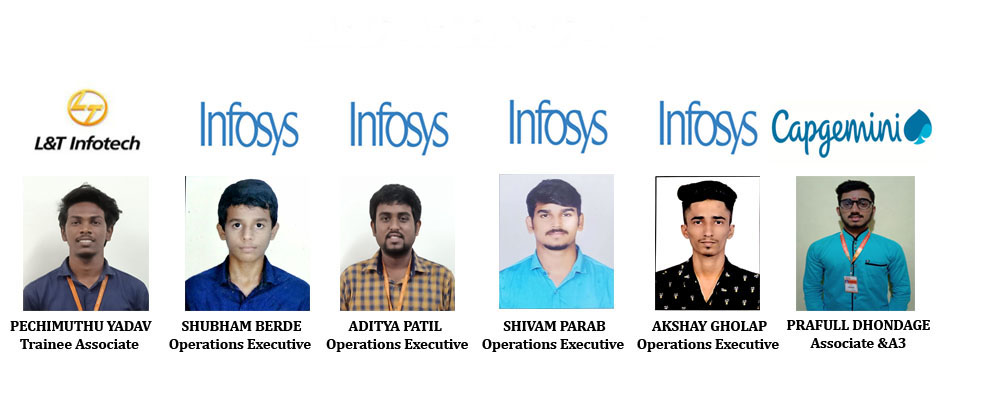 LT
L&T Infotech
Infosys
Infosys
Infosys
Infosys
Capgemini
PECHIMUTHU YADAV
Trainee Associate
SHUBHAM BERDE
Operations Executive
ADITYA PATIL
Operations Executive
SHIVAM PARAB
Operations Executive
AKSHAY GHOLAP
Operations Executive
PRAFULL DHONDAGE
Associate &A3